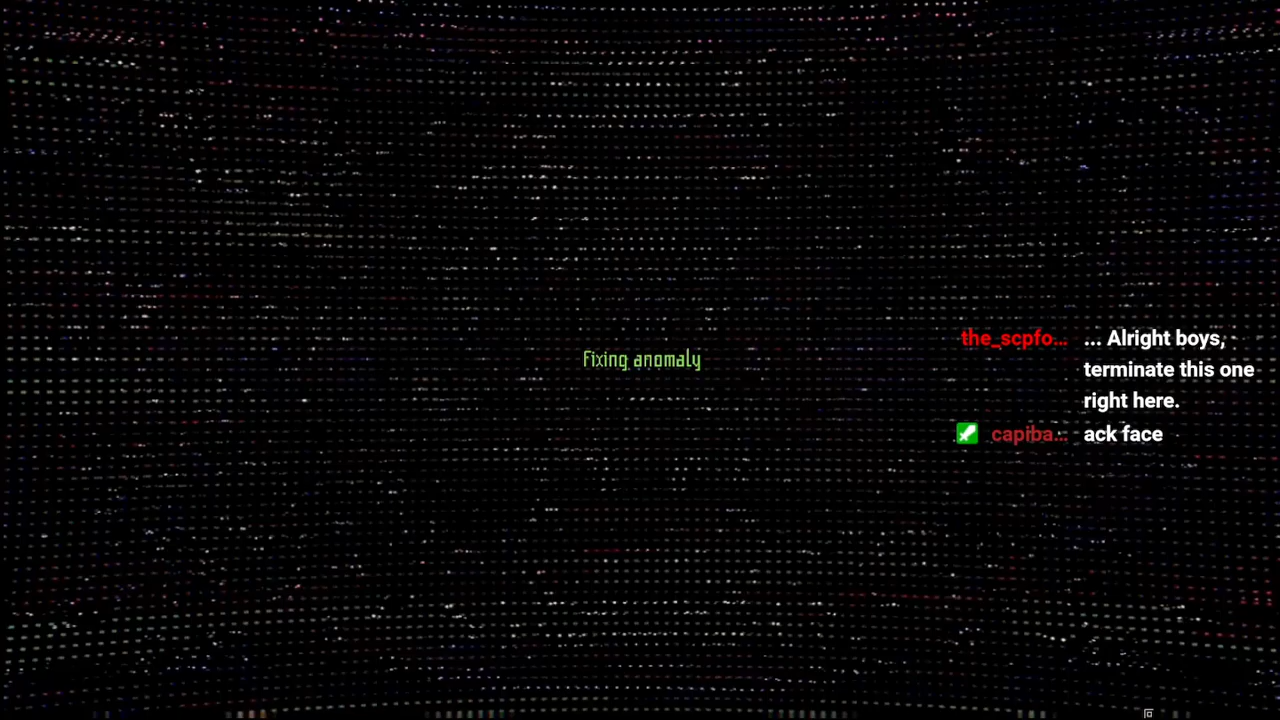 Fixing anomaly
the_scpfo... ... Alright boys,
terminate this one
right here.
capiba... ack face